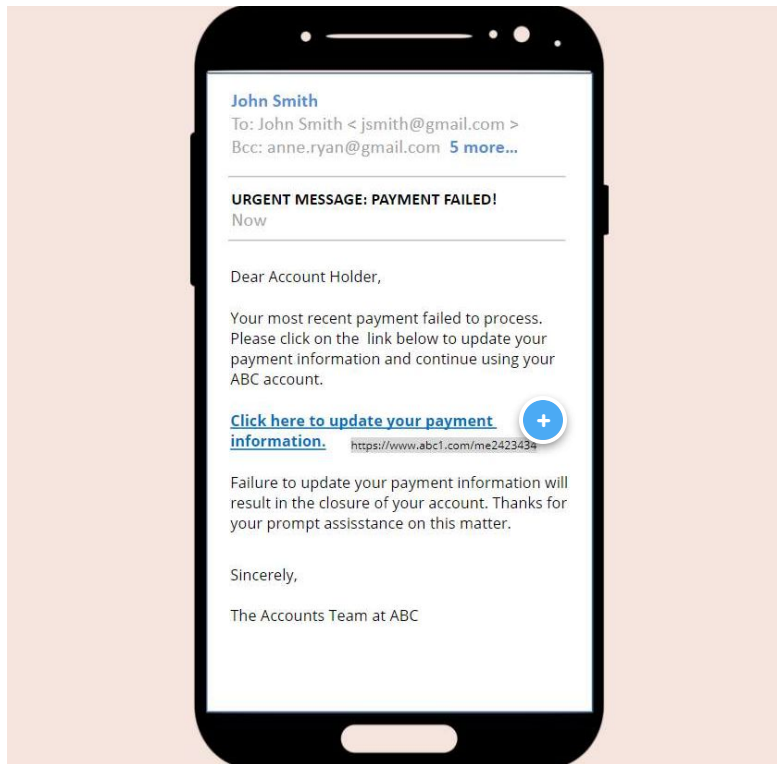 John Smith
To: John Smith < jsmith@gmail.com >
Bcc: anne.ryan@gmail.com 5 more...
URGENT MESSAGE: PAYMENT FAILED!
Now
Dear Account Holder,
Your most recent payment failed to process.
Please click on the link below to update your
payment information and continue using your
ABC account.
Click here to update your payment
information.
https://www.abc1.com/me2423434
Failure to update your payment information will
result in the closure of your account. Thanks for
your prompt assisstance on this matter.
Sincerely,
The Accounts Team at ABC